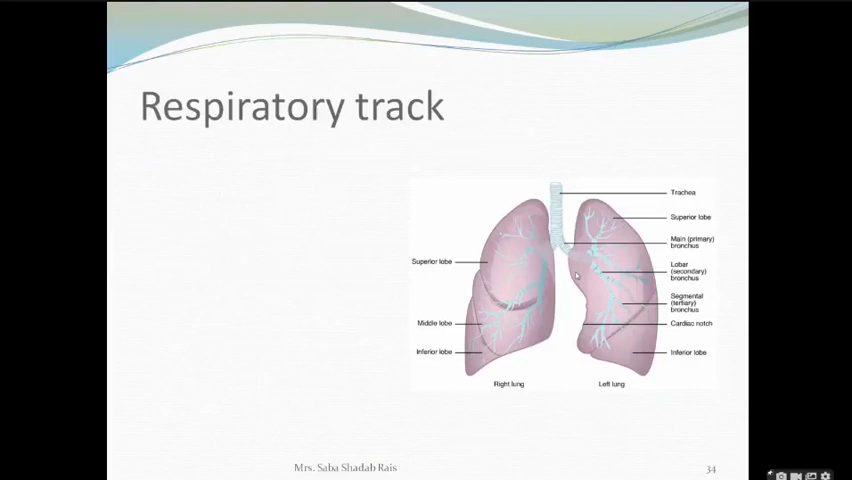 Respiratory track
Trachea
Superior lobe
Main (primary)
bronchus
Superior lobe
Lobar
(secondary)
bronchus
Segmental
(tertiary)
bronchus
Middle lobe
Cardiac notch
Inferior lobe
Inferior lobe
Right lung
Left lung
Mrs. Saba Shadab Rais
34